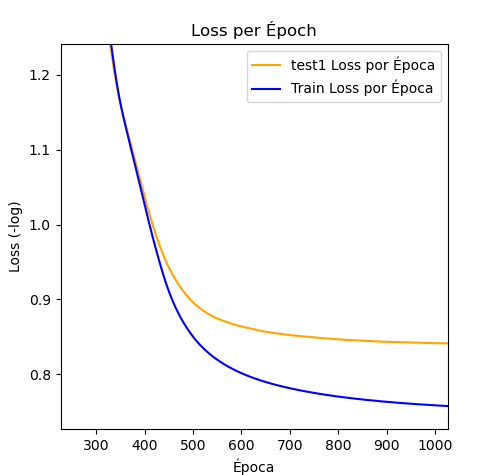 Loss per Époch
test1 Loss por Época
Train Loss por Época
Loss (-log)
1.2
1.1
1.0
0.9
0.8
300 400 500 600 700 800 900 1000
Época